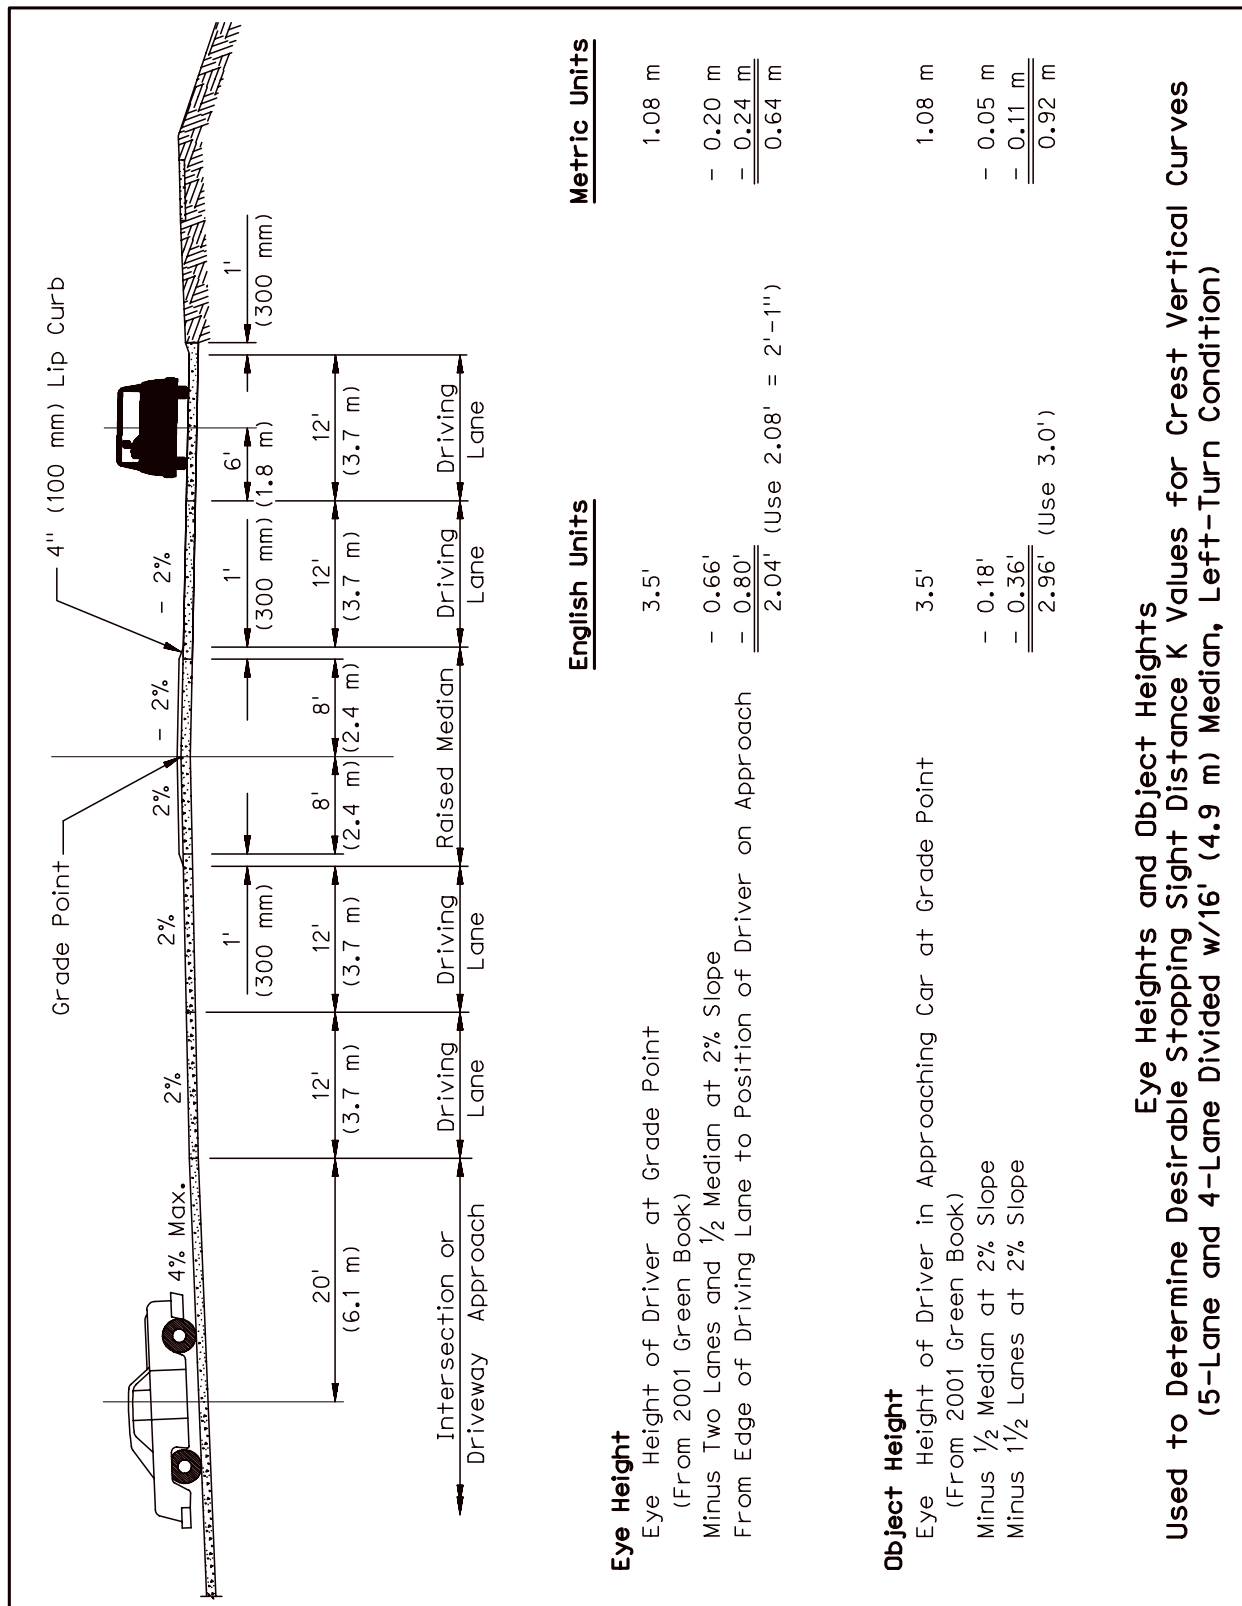 Grade Point
4" (100 mm) Lip Curb
4% Max.
2%
2%
2%
- 2%
- 2%
1'
(300 mm)
1'
(300 mm)
6'
(1.8 m)
1'
(300 mm)
20'
(6.1 m)
12'
(3.7 m)
12'
(3.7 m)
8'
(2.4 m)
8'
(2.4 m)
12'
(3.7 m)
12'
(3.7 m)
Intersection or
Driveway Approach
Driving
Lane
Driving
Lane
Raised Median
Driving
Lane
Driving
Lane
English Units Metric Units
Eye Height
Eye Height of Driver at Grade Point 3.5' 1.08 m
(From 2001 Green Book)
Minus Two Lanes and ½ Median at 2% Slope - 0.66' - 0.20 m
From Edge of Driving Lane to Position of Driver on Approach - 0.80' - 0.24 m
2.04' (Use 2.08' = 2'-1") 0.64 m
Object Height
Eye Height of Driver in Approaching Car at Grade Point 3.5' 1.08 m
(From 2001 Green Book)
Minus ½ Median at 2% Slope - 0.18' - 0.05 m
Minus 1½ Lanes at 2% Slope - 0.36' - 0.11 m
2.96' (Use 3.0') 0.92 m
Eye Heights and Object Heights
Used to Determine Desirable Stopping Sight Distance K Values for Crest Vertical Curves
(5-Lane and 4-Lane Divided w/16' (4.9 m) Median, Left-Turn Condition)